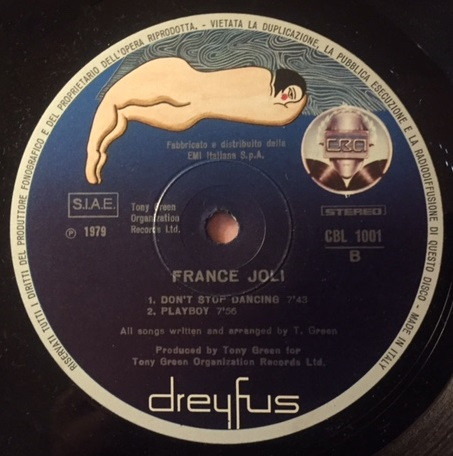 RISERVATI TUTTI I DIRITTI DEL PRODUTTORE FONOGRAFICO E DEL PROPRIETARIO DELL'OPERA RIPRODOTTA. - VIETATA LA DUPLICAZIONE, LA PUBBLICA ESECUZIONE E LA RADIODIFFUSIONE DI QUESTO DISCO - MADE IN ITALY
Fabbricato e distribuito dalla
EMI Italiana S.p.A.
CBO
S.I.A.E.
℗ 1979
Tony Green
Organization
Records Ltd.
STEREO
CBL 1001
B
FRANCE JOLI
1. DON'T STOP DANCING 7'43
2. PLAYBOY 7'56
All songs written and arranged by T. Green
Produced by Tony Green for
Tony Green Organization Records Ltd.
dreyfus